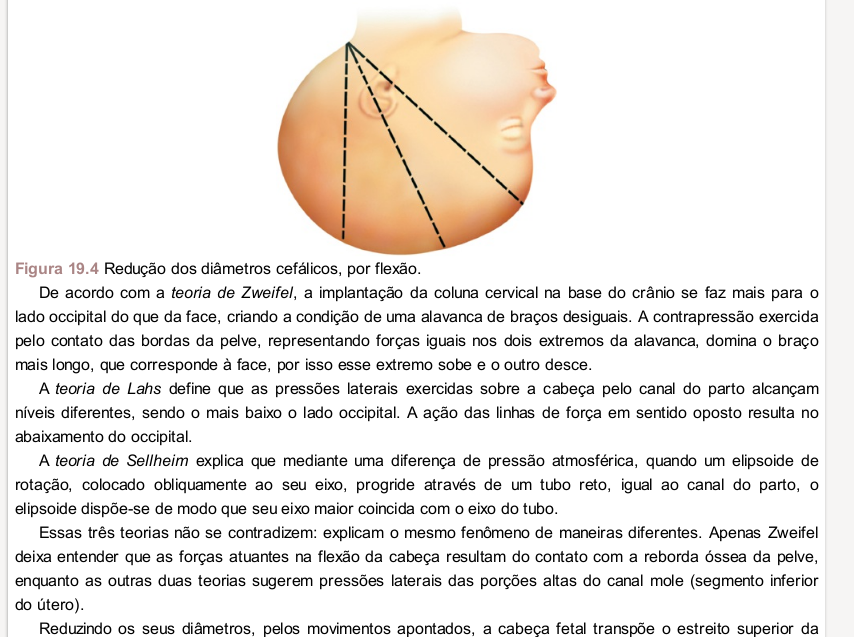 Figura 19.4 Redução dos diâmetros cefálicos, por flexão.
De acordo com a teoria de Zweifel, a implantação da coluna cervical na base do crânio se faz mais para o
lado occipital do que da face, criando a condição de uma alavanca de braços desiguais. A contrapressão exercida
pelo contato das bordas da pelve, representando forças iguais nos dois extremos da alavanca, domina o braço
mais longo, que corresponde à face, por isso esse extremo sobe e o outro desce.
A teoria de Lahs define que as pressões laterais exercidas sobre a cabeça pelo canal do parto alcançam
níveis diferentes, sendo o mais baixo o lado occipital. A ação das linhas de força em sentido oposto resulta no
abaixamento do occipital.
A teoria de Sellheim explica que mediante uma diferença de pressão atmosférica, quando um elipsoide de
rotação, colocado obliquamente ao seu eixo, progride através de um tubo reto, igual ao canal do parto, o
elipsoide dispõe-se de modo que seu eixo maior coincida com o eixo do tubo.
Essas três teorias não se contradizem: explicam o mesmo fenômeno de maneiras diferentes. Apenas Zweifel
deixa entender que as forças atuantes na flexão da cabeça resultam do contato com a reborda óssea da pelve,
enquanto as outras duas teorias sugerem pressões laterais das porções altas do canal mole (segmento inferior
do útero).
Reduzindo os seus diâmetros, pelos movimentos apontados, a cabeça fetal transpõe o estreito superior da